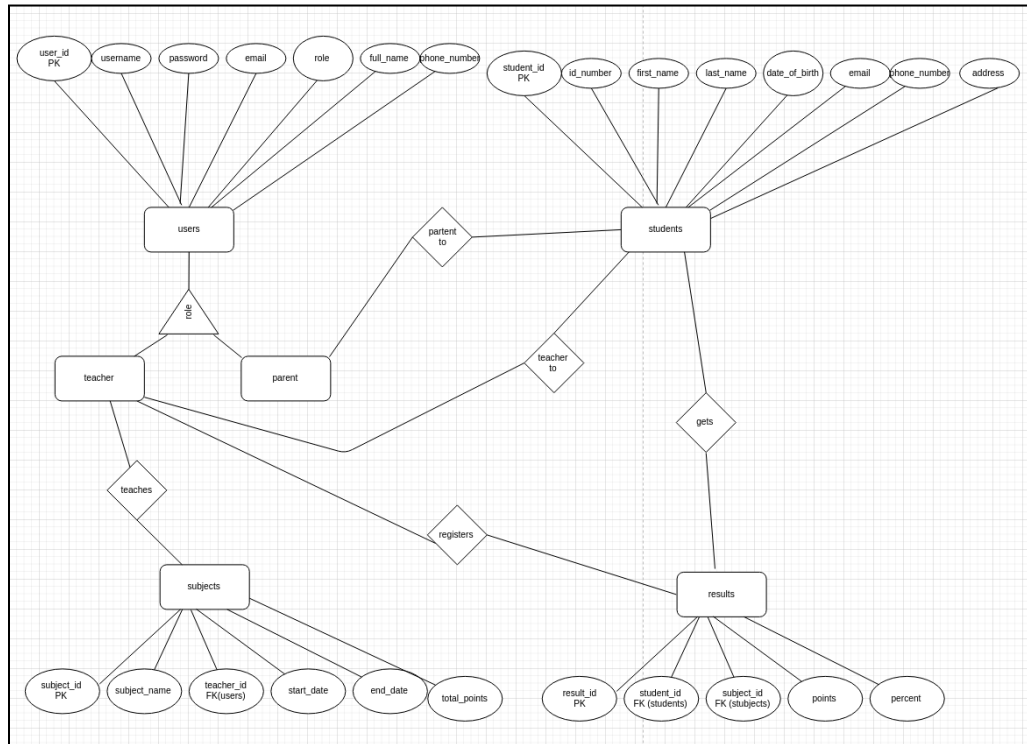 user_id
PK
username
password
email
role
full_name
phone_number
student_id
PK
id_number
first_name
last_name
date_of_birth
email
phone_number
address
users
partent
to
students
role
teacher
parent
teacher
to
gets
teaches
registers
subjects
results
subject_id
PK
subject_name
teacher_id
FK(users)
start_date
end_date
total_points
result_id
PK
student_id
FK (students)
subject_id
FK (stubjects)
points
percent